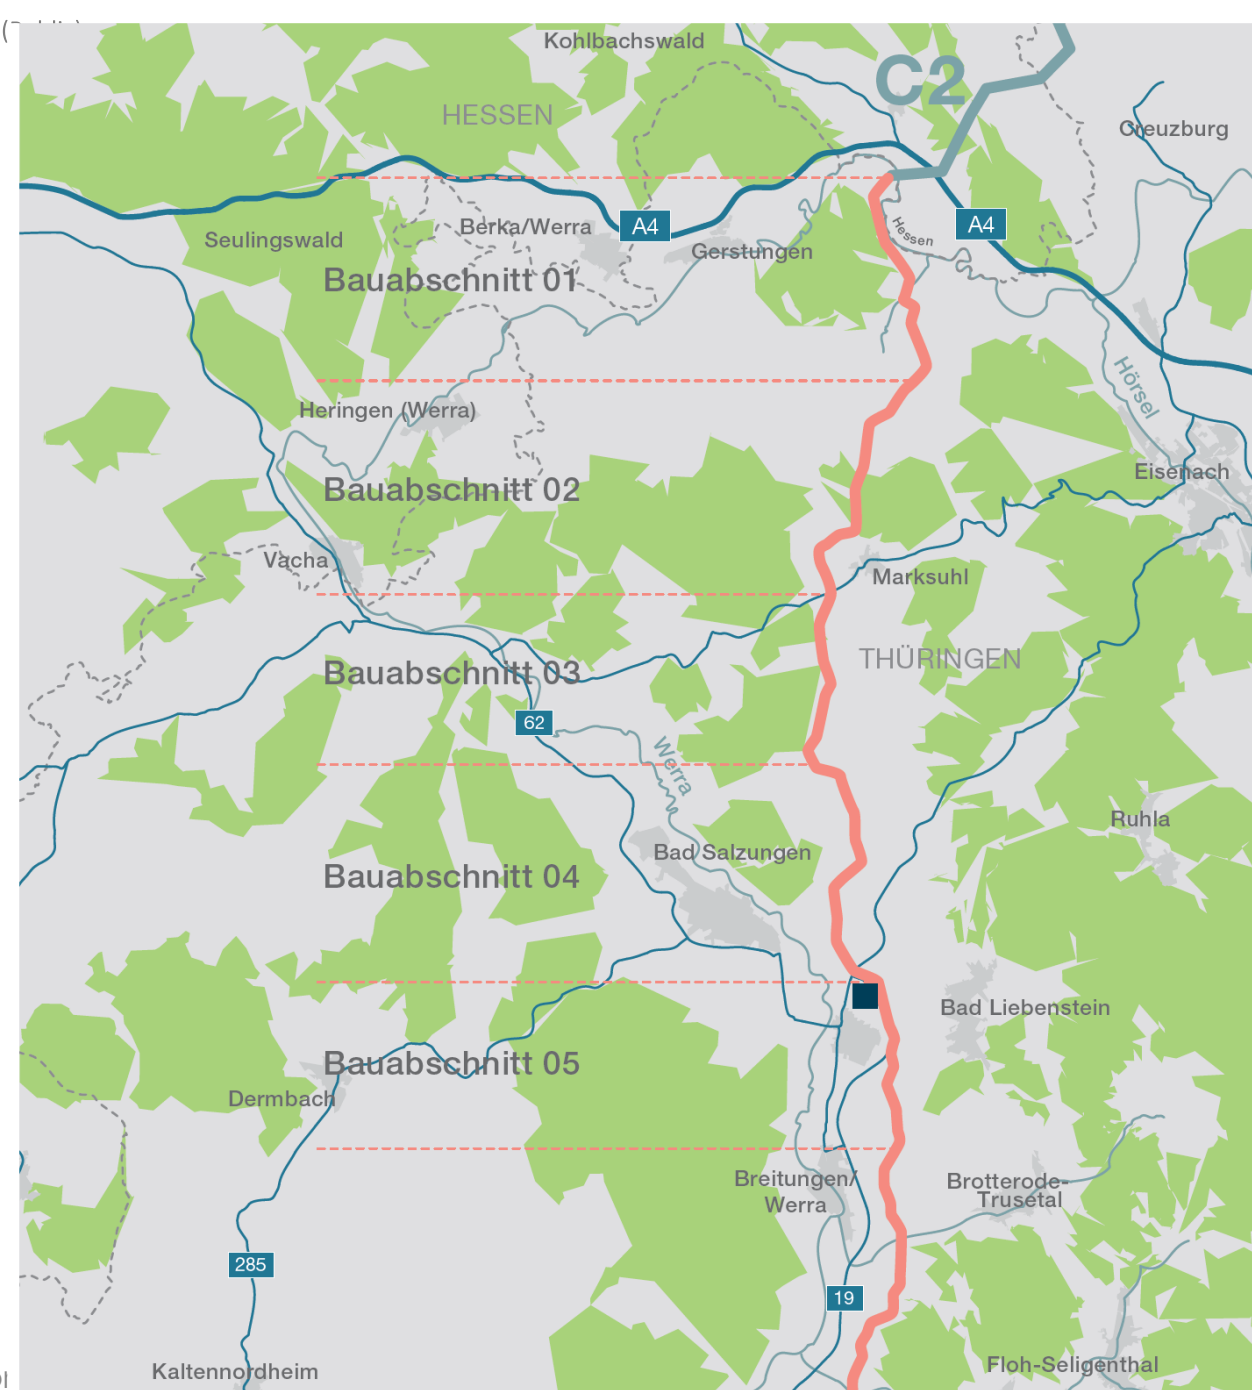 Kohlbachswald
C2
HESSEN
Creuzburg
A4
A4
Berka/Werra
Seulingswald
Gerstungen
Hessen
Bauabschnitt 01
Hörsel
Heringen (Werra)
Eisenach
Bauabschnitt 02
Vacha
Marksuhl
THÜRINGEN
Bauabschnitt 03
62
Werra
Ruhla
Bad Salzungen
Bauabschnitt 04
Bad Liebenstein
Bauabschnitt 05
Dermbach
Breitungen/
Werra
Brotterode-
Trusetal
285
19
Floh-Seligenthal
Kaltennordheim